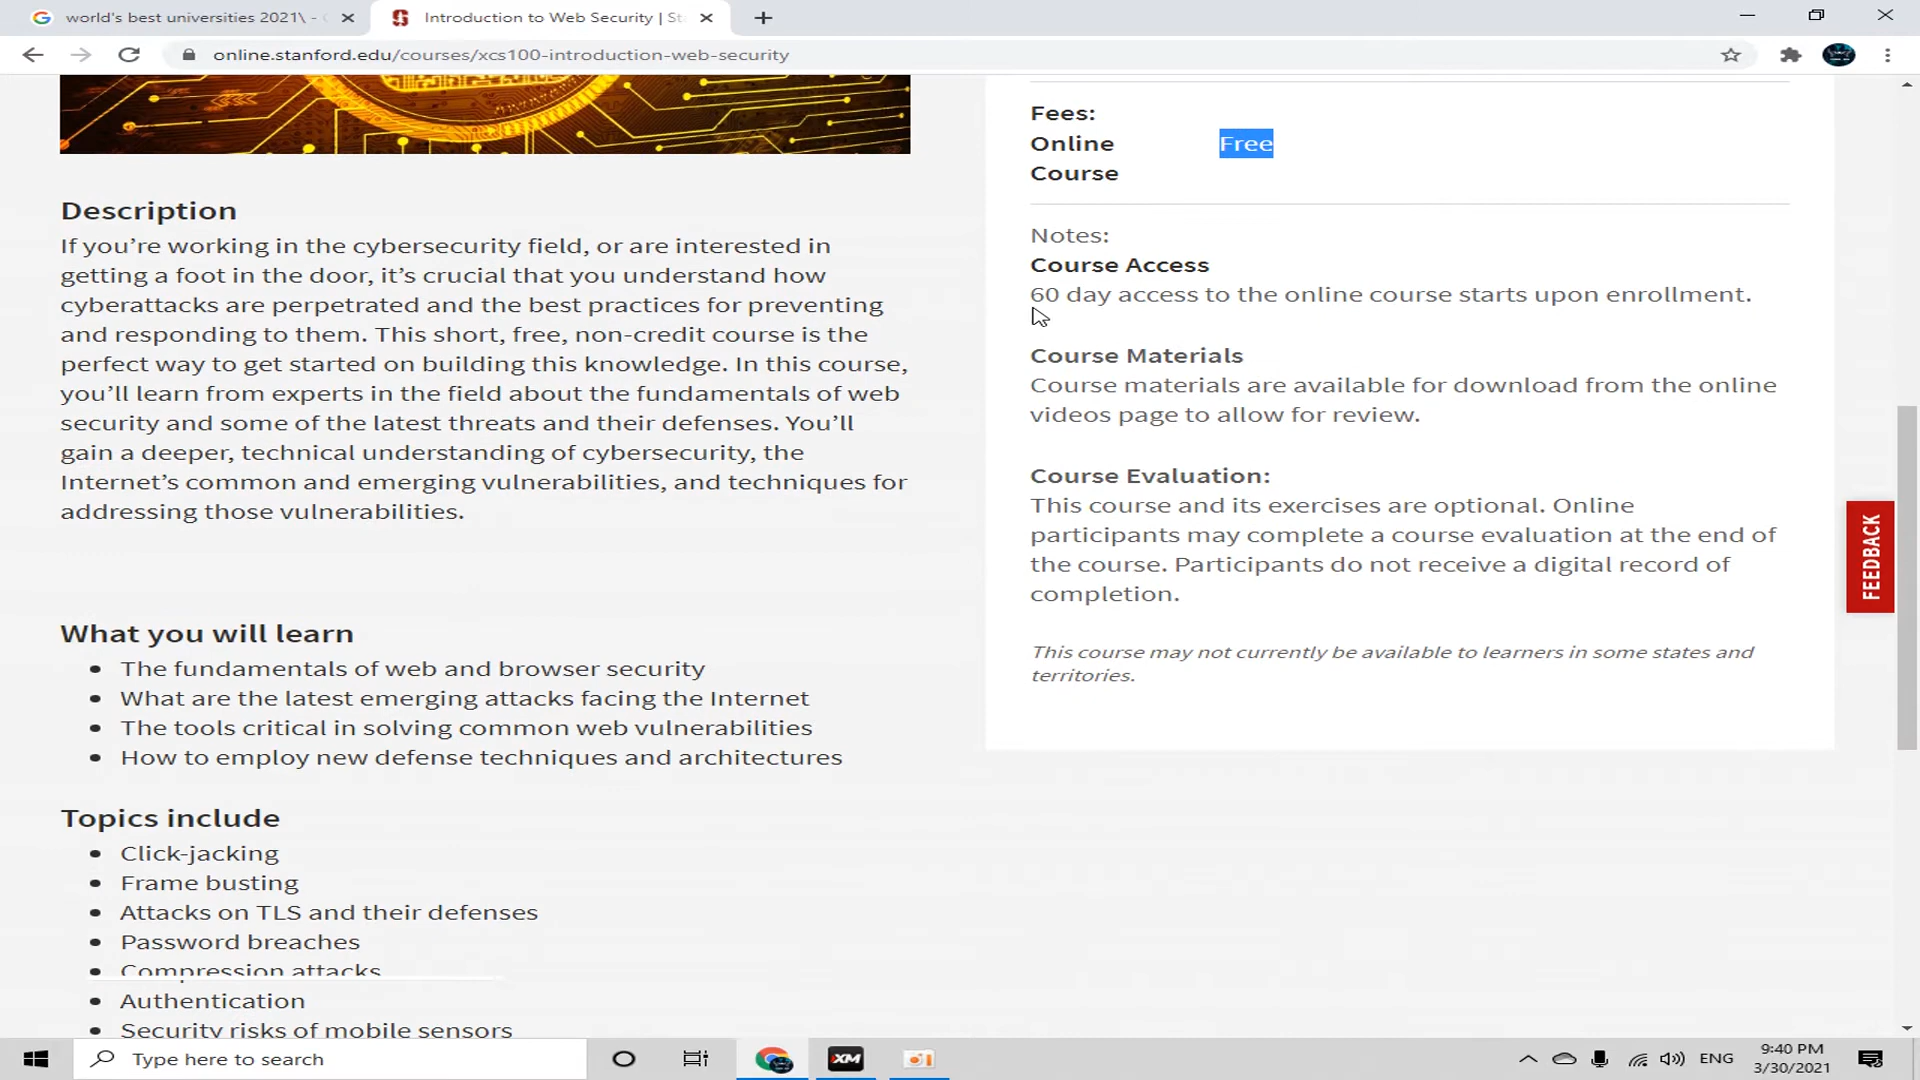 world's best universities 2021\ -
Introduction to Web Security | St
online.stanford.edu/courses/xcs100-introduction-web-security
Description
If you’re working in the cybersecurity field, or are interested in
getting a foot in the door, it’s crucial that you understand how
cyberattacks are perpetrated and the best practices for preventing
and responding to them. This short, free, non-credit course is the
perfect way to get started on building this knowledge. In this course,
you’ll learn from experts in the field about the fundamentals of web
security and some of the latest threats and their defenses. You’ll
gain a deeper, technical understanding of cybersecurity, the
Internet’s common and emerging vulnerabilities, and techniques for
addressing those vulnerabilities.
What you will learn
The fundamentals of web and browser security
What are the latest emerging attacks facing the Internet
The tools critical in solving common web vulnerabilities
How to employ new defense techniques and architectures
Topics include
Click-jacking
Frame busting
Attacks on TLS and their defenses
Password breaches
Compression attacks
Authentication
Security risks of mobile sensors
Fees:
Online Free
Course
Notes:
Course Access
60 day access to the online course starts upon enrollment.
Course Materials
Course materials are available for download from the online
videos page to allow for review.
Course Evaluation:
This course and its exercises are optional. Online
participants may complete a course evaluation at the end of
the course. Participants do not receive a digital record of
completion.
This course may not currently be available to learners in some states and
territories.
FEEDBACK
Type here to search
XM
ENG
9:40 PM
3/30/2021